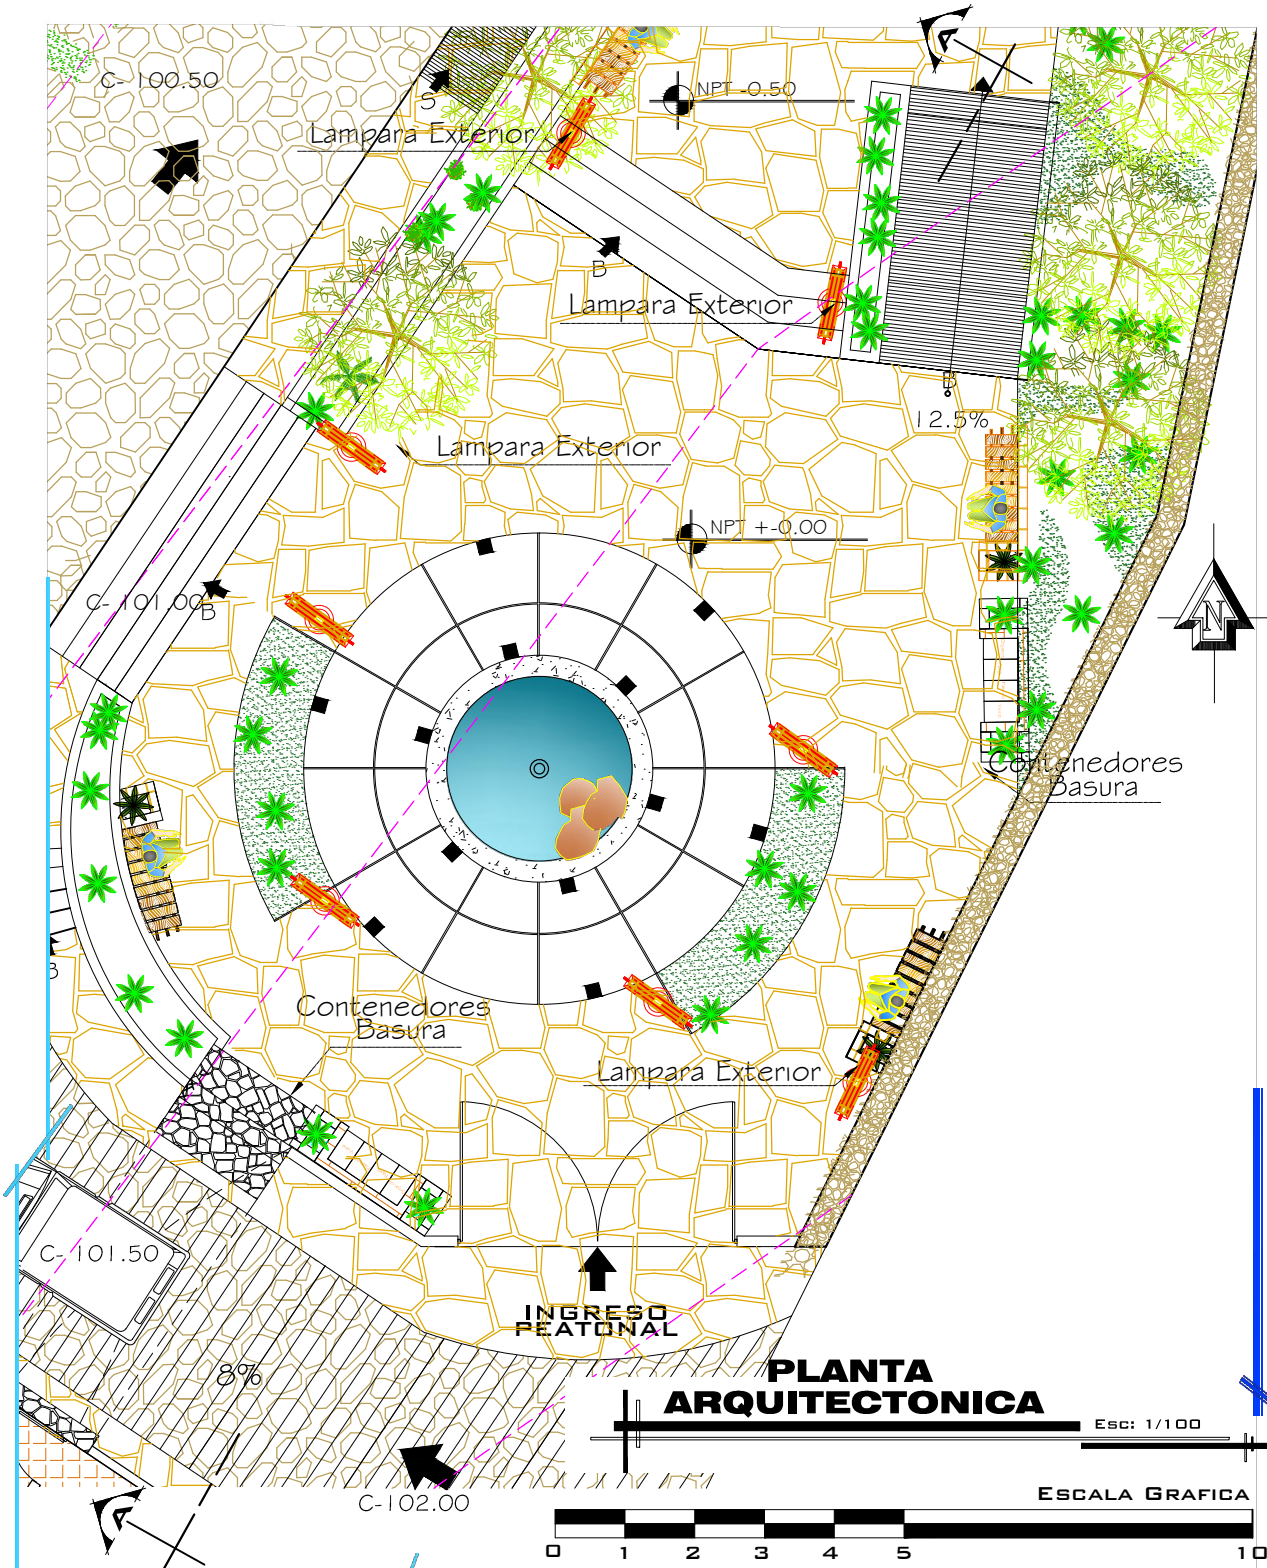 A
C- 100.50
S
NPT -0.50
Lampara Exterior
B
Lampara Exterior
B
12.5%
Lampara Exterior
NPT +-0.00
C- 101.00
B
N
Contenedores
Basura
B
Contenedores
Basura
Lampara Exterior
C- 101.50
INGRESO
PEATONAL
8%
PLANTA
ARQUITECTONICA
Esc: 1/100
C-102.00
A
ESCALA GRAFICA
0 1 2 3 4 5 10